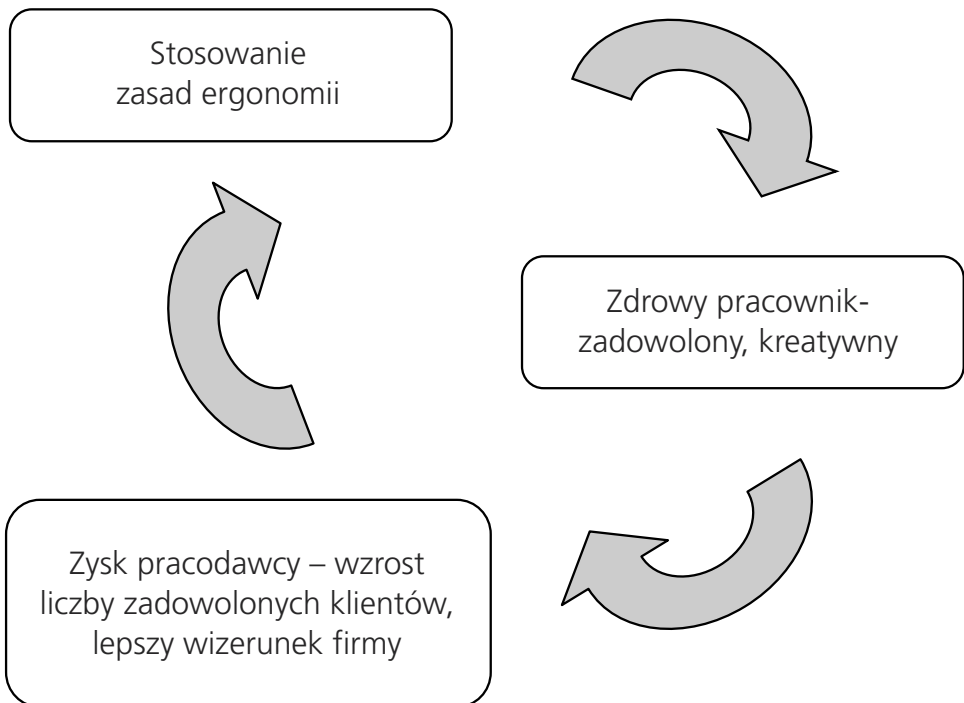 Stosowanie
zasad ergonomii
Zdrowy pracownik-
zadowolony, kreatywny
Zysk pracodawcy – wzrost
liczby zadowolonych klientów,
lepszy wizerunek firmy